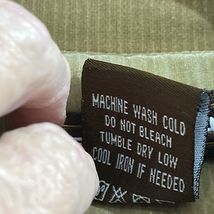 MACHINE WASH COLD
DO NOT BLEACH
TUMBLE DRY LOW
COOL IRON IF NEEDED